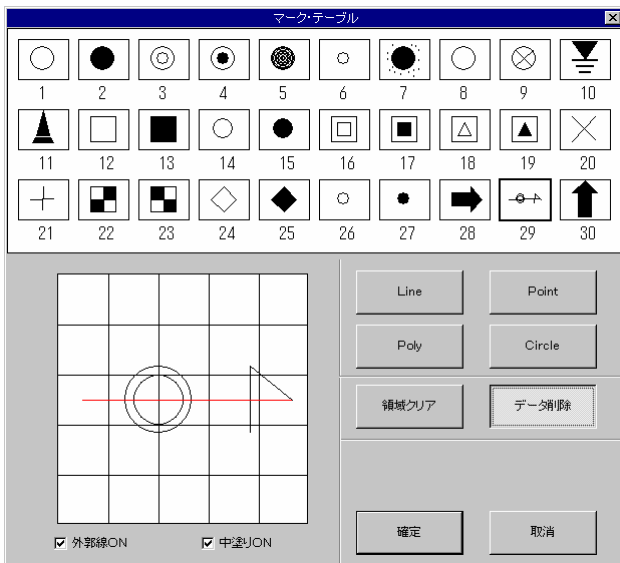 マーク・テーブル
1 2 3 4 5 6 7 8 9 10
11 12 13 14 15 16 17 18 19 20
21 22 23 24 25 26 27 28 29 30
Line Point
Poly Circle
領域クリア データ削除
外郭線ON 中塗りON
確定 取消